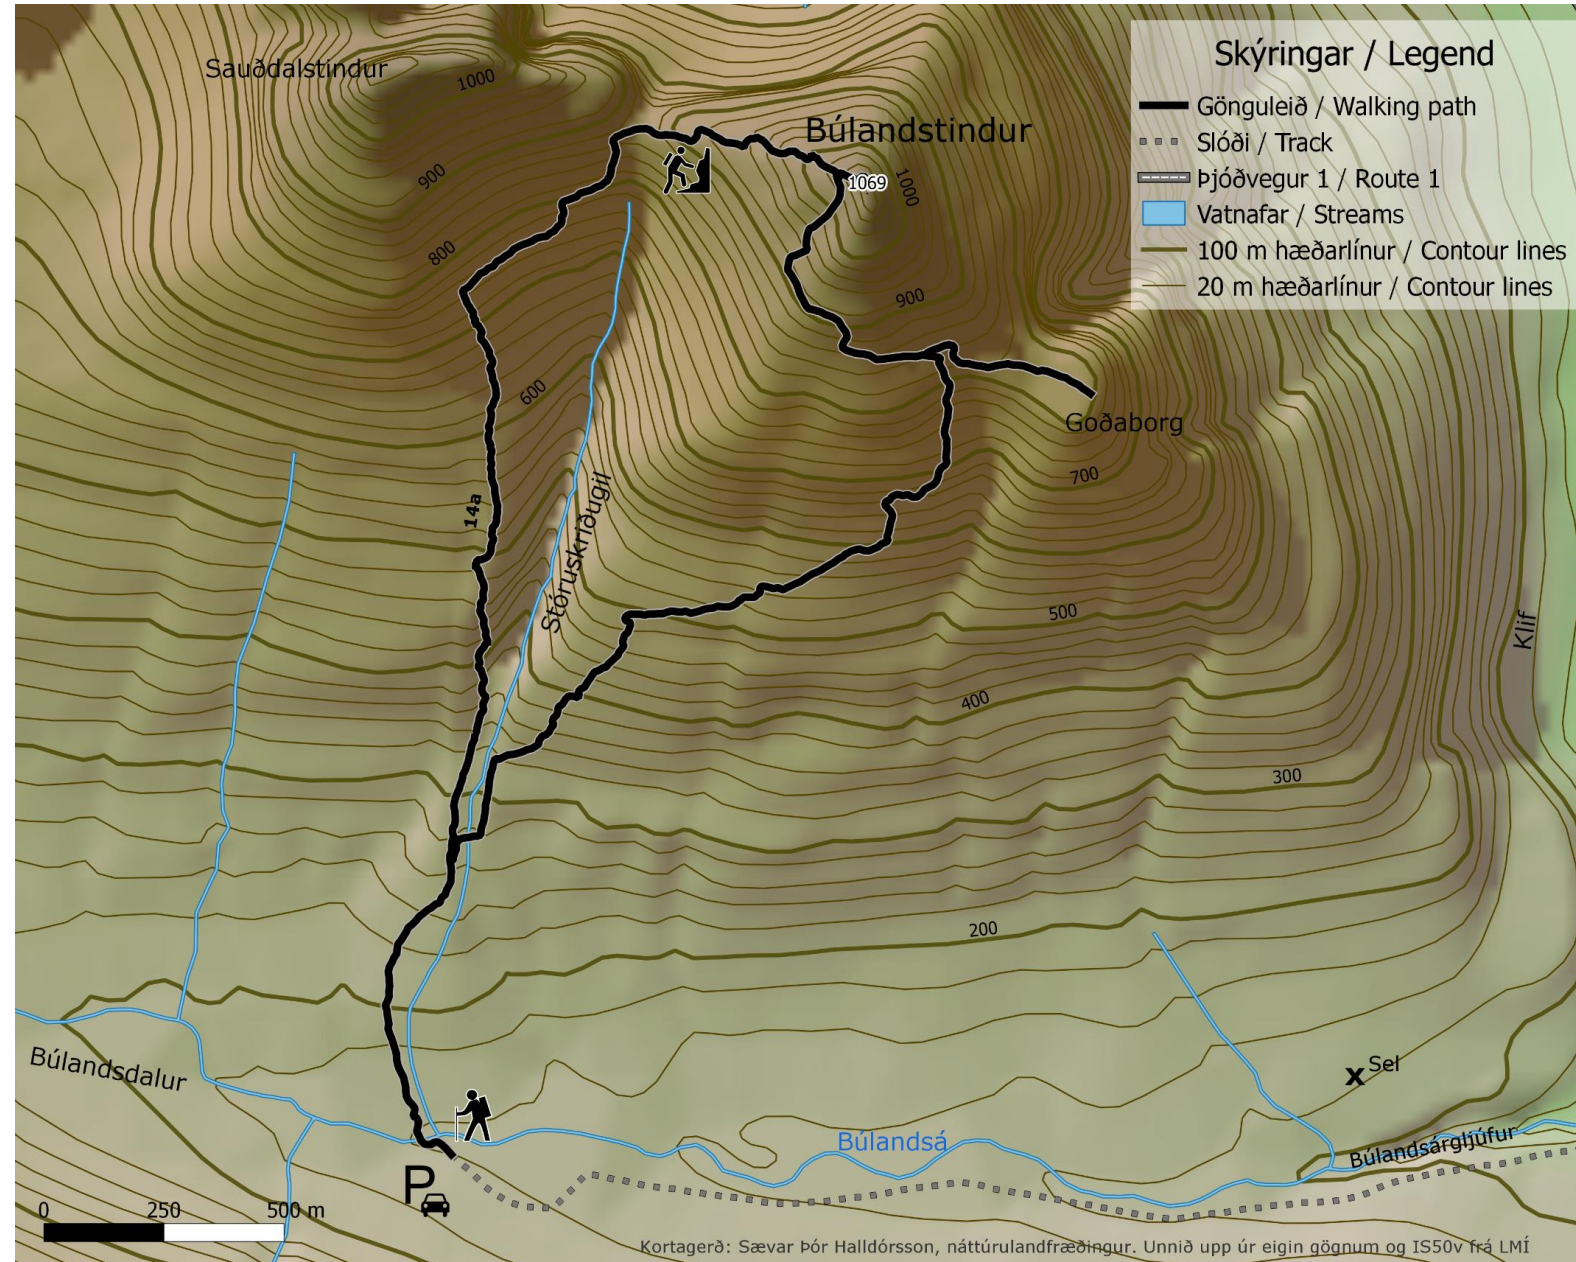 Skýringar / Legend
Gönguleið / Walking path
Slóði / Track
Þjóðvegur 1 / Route 1
Vatnafar / Streams
100 m hæðarlínur / Contour lines
20 m hæðarlínur / Contour lines
Sauðdalstindur
1000
Búlandstindur
1069
1000
900
800
900
600
Goðaborg
700
14a
Stóruskriðugil
500
Klif
400
300
200
Búlandsdalur
Sel
Búlandsá
Búlandsárgljúfur
P
0 250 500 m
Kortagerð: Sævar Þór Halldórsson, náttúrulandfræðingur. Unnið upp úr eigin gögnum og IS50v frá LMÍ